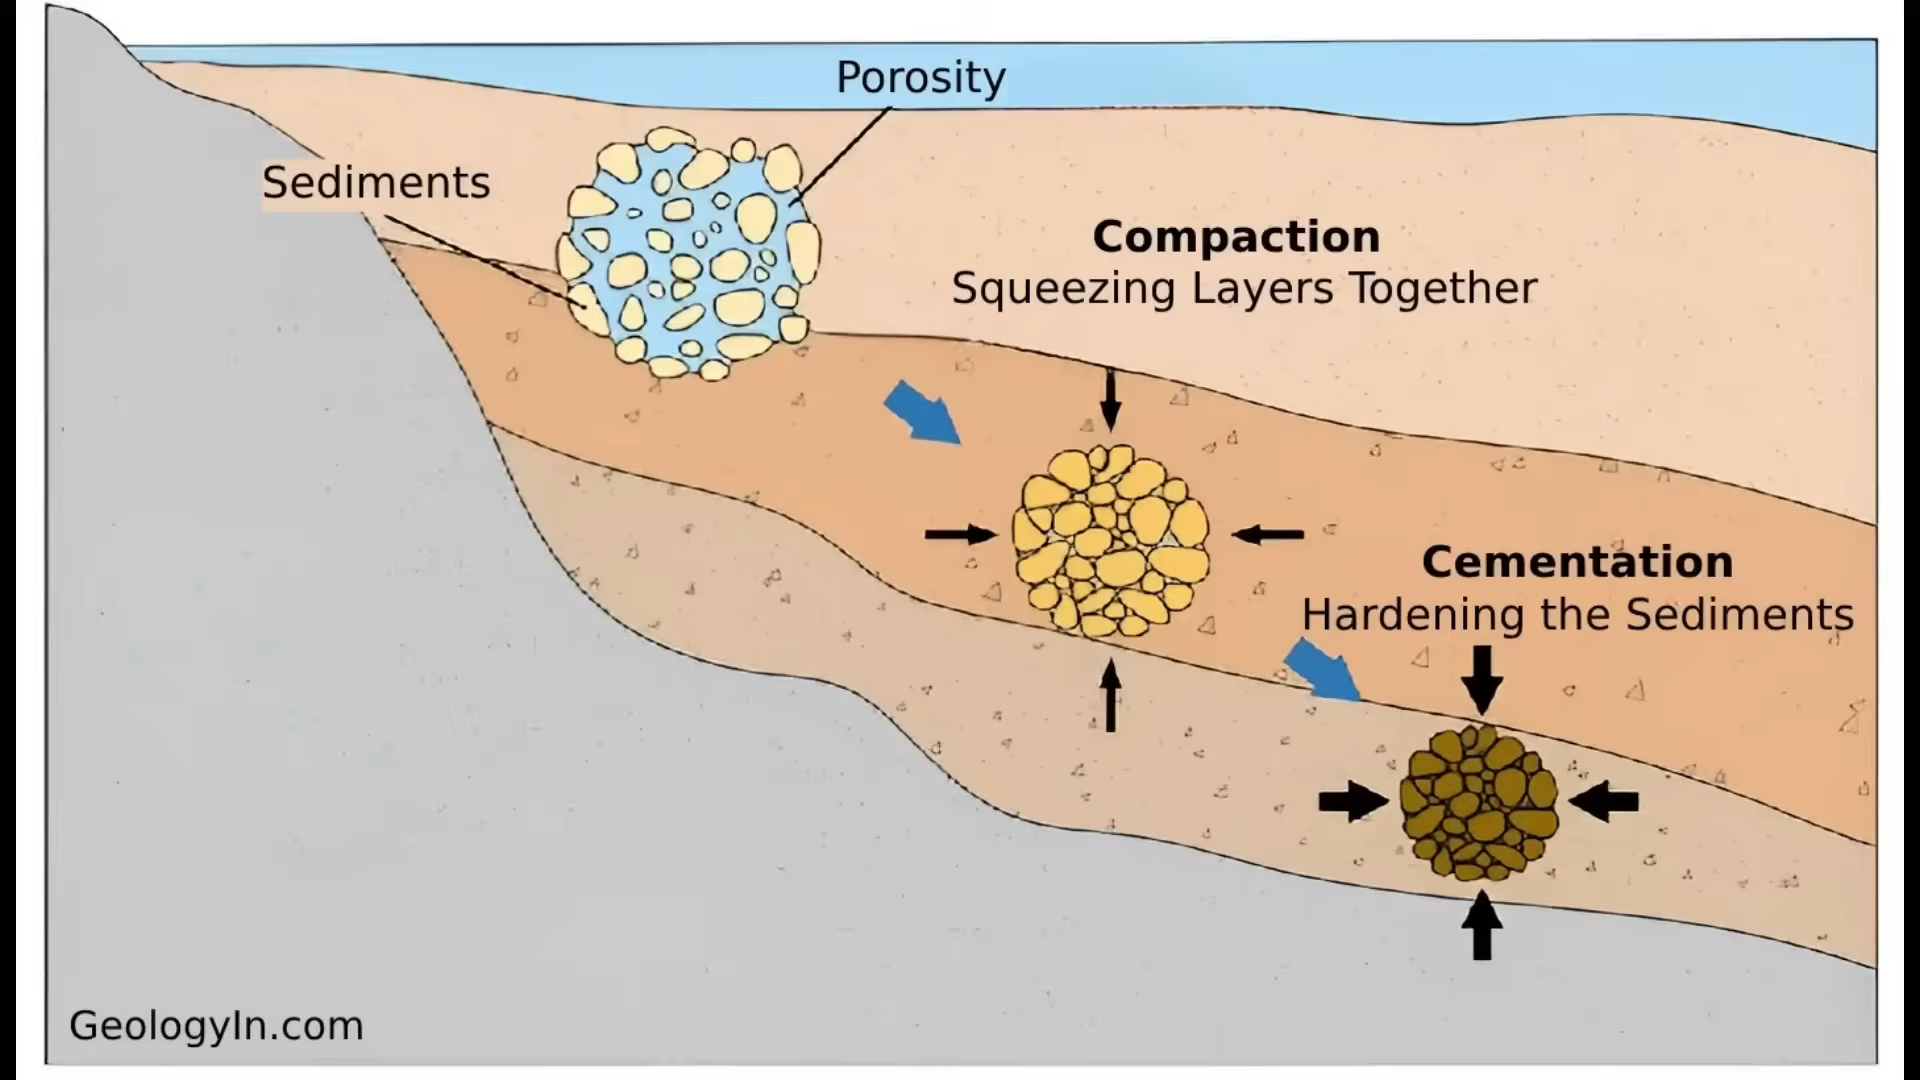 Porosity
Sediments
Compaction
Squeezing Layers Together
Cementation
Hardening the Sediments
GeologyIn.com